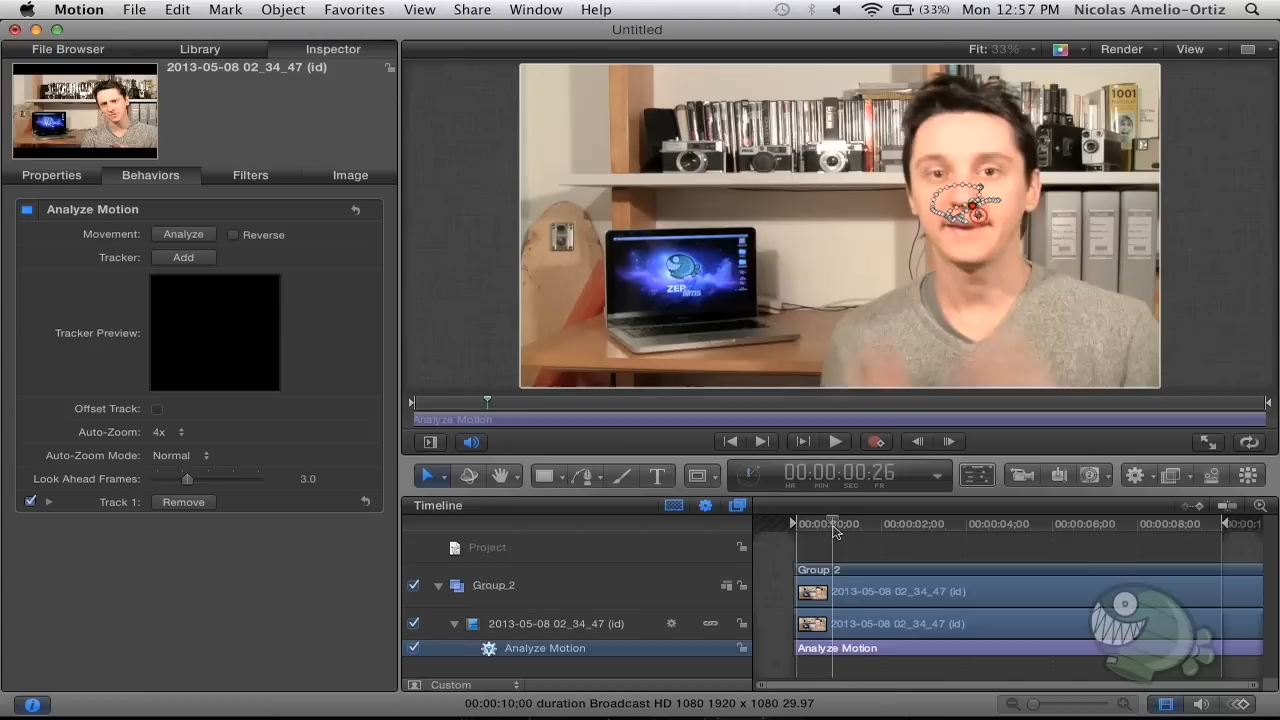 Motion File Edit Mark Object Favorites View Share Window Help (33%) Mon 12:57 PM Nicolas Amelio-Ortiz
Untitled
File Browser Library Inspector Fit: 33% Render View
2013-05-08 02_34_47 (id)
1001
Properties Behaviors Filters Image
Analyze Motion
Movement: Analyze Reverse
Tracker: Add
ZEP
films
Tracker Preview:
Offset Track:
Analyze Motion
Auto-Zoom: 4x
Auto-Zoom Mode: Normal
Look Ahead Frames: 3.0
00:00:00:26
HR MIN SEC FR
T
Track 1: Remove
Timeline
00:00:02;00 00:00:04;00 00:00:06;00 00:00:08;00
Project
Group 2
Group 2
2013-05-08 02_34_47 (id)
2013-05-08 02_34_47 (id)
2013-05-08 02_34_47 (id)
Analyze Motion
Analyze Motion
Custom
00:00:10;00 duration Broadcast HD 1080 1920 x 1080 29.97